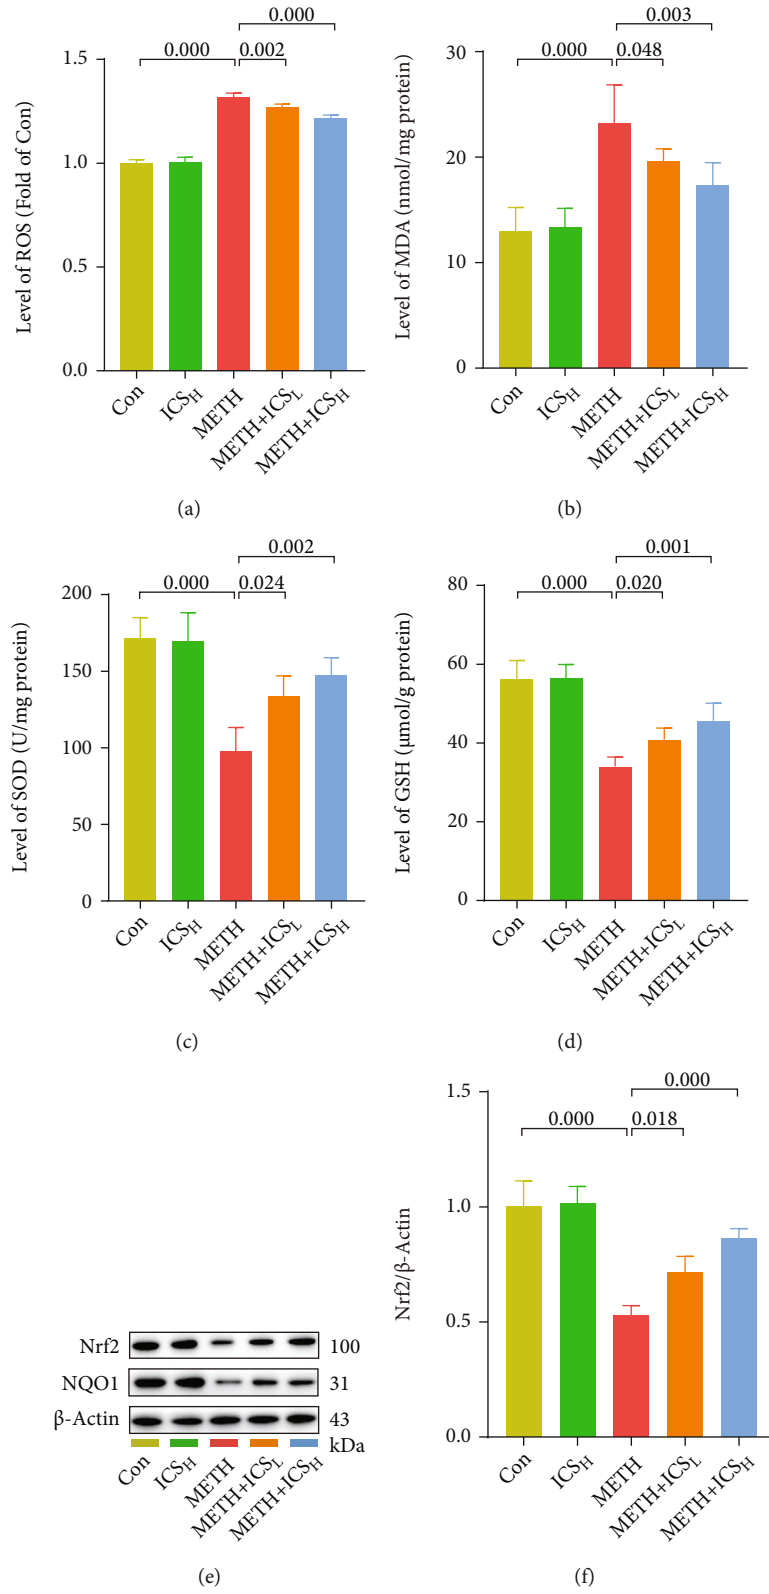 0.000
0.000
0.002
1.5
1.0
0.5
0.0
Level of ROS (Fold of Con)
Con
ICSH
METH
METH+ICSL
METH+ICSH
(a)
0.003
0.000
0.048
30
20
10
0
Level of MDA (nmol/mg protein)
Con
ICSH
METH
METH+ICSL
METH+ICSH
(b)
0.002
0.000
0.024
200
150
100
50
0
Level of SOD (U/mg protein)
Con
ICSH
METH
METH+ICSL
METH+ICSH
(c)
0.001
0.000
0.020
80
60
40
20
0
Level of GSH (μmol/g protein)
Con
ICSH
METH
METH+ICSL
METH+ICSH
(d)
Nrf2 100
NQO1 31
β-Actin 43
kDa
Con
ICSH
METH
METH+ICSL
METH+ICSH
(e)
0.000
0.000
0.018
1.5
1.0
0.5
0.0
Nrf2/β-Actin
Con
ICSH
METH
METH+ICSL
METH+ICSH
(f)